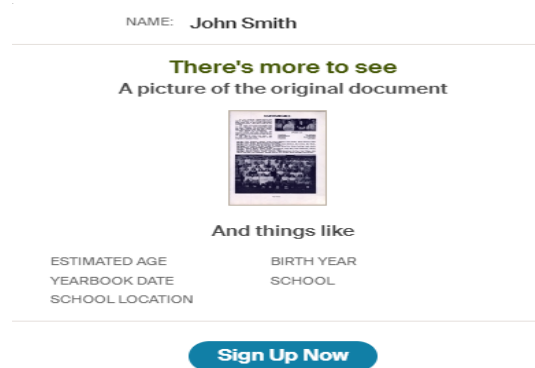 NAME: John Smith
There's more to see
A picture of the original document
And things like
ESTIMATED AGE BIRTH YEAR
YEARBOOK DATE SCHOOL
SCHOOL LOCATION
Sign Up Now